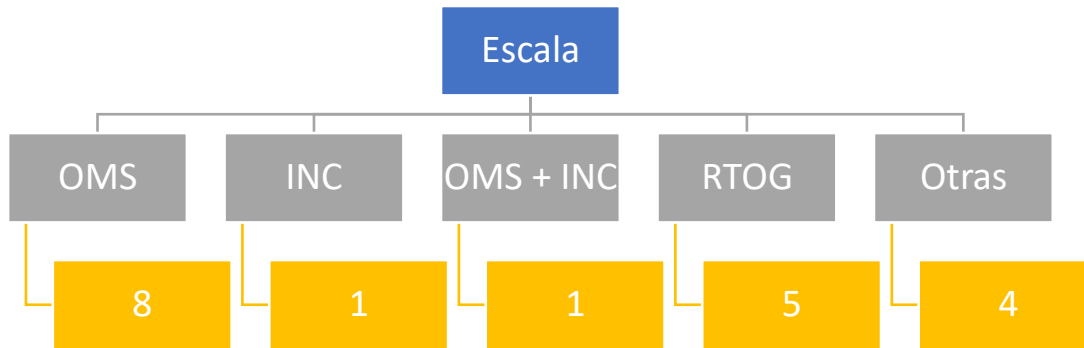 Escala
OMS
INC
OMS + INC
RTOG
Otras
8
1
1
5
4